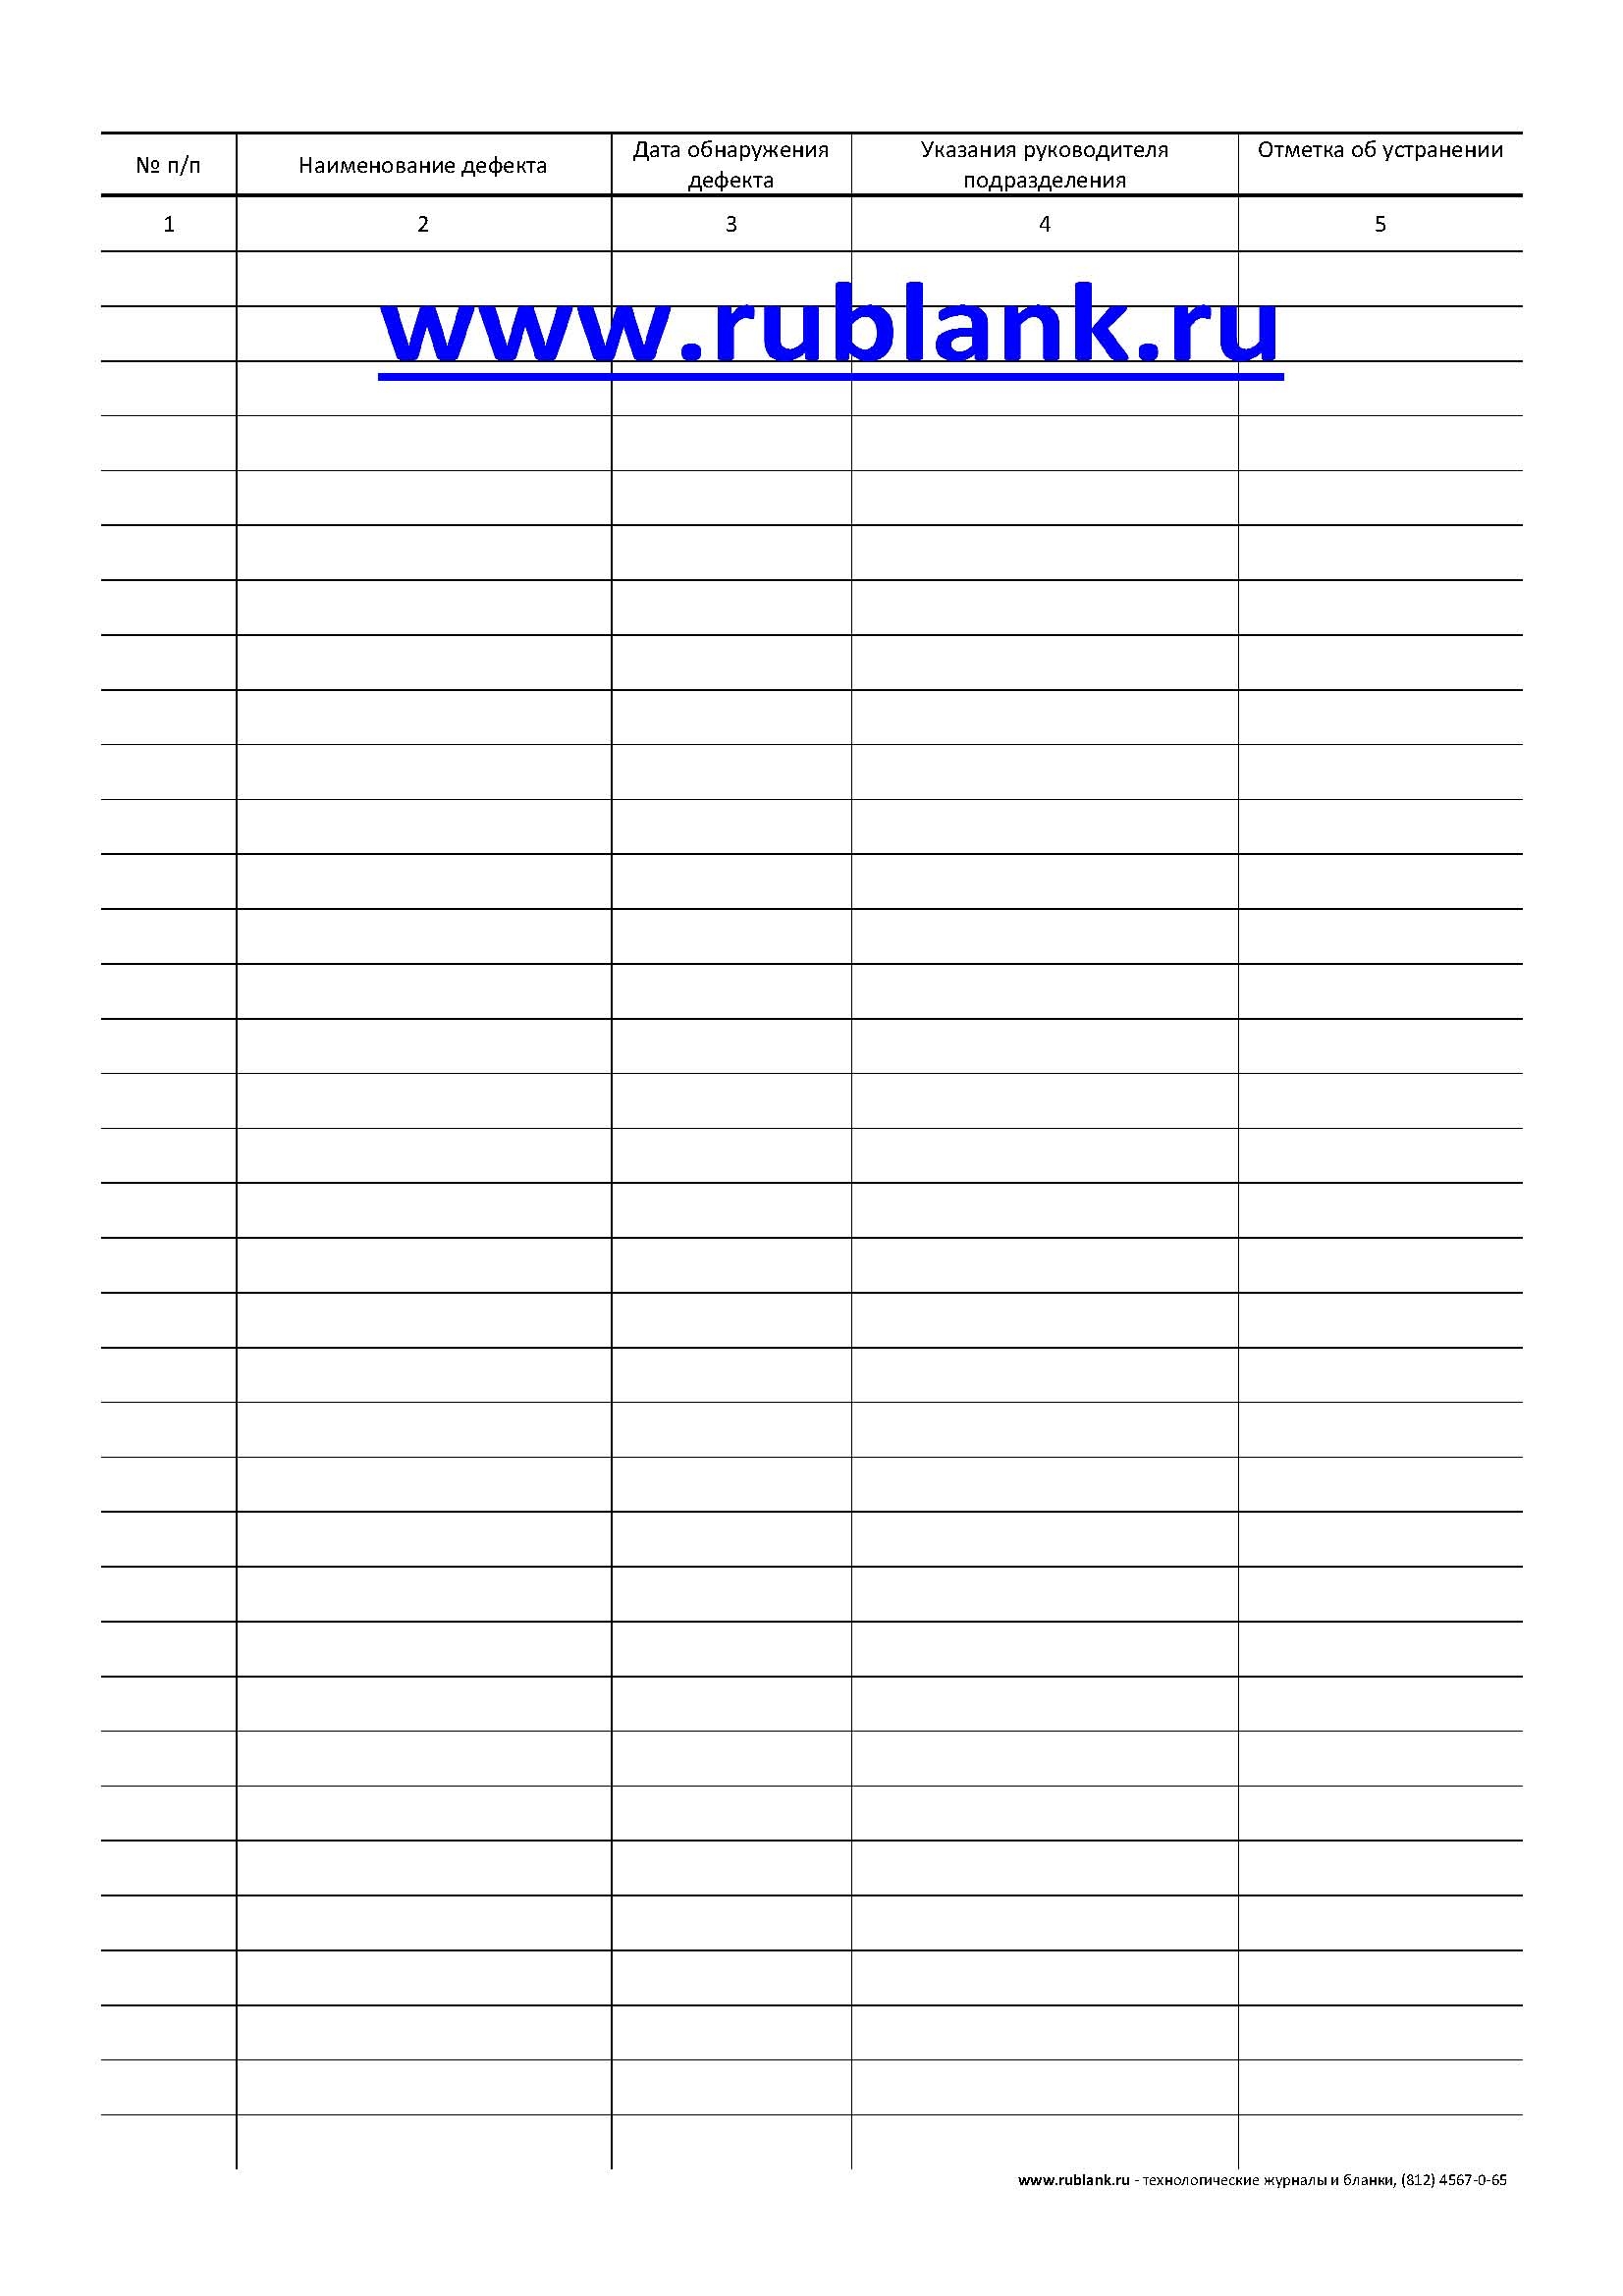 № п/п
Наименование дефекта
Дата обнаружения
дефекта
Указания руководителя
подразделения
Отметка об устранении
1 2 3 4 5
www.rublank.ru
www.rublank.ru - технологические журналы и бланки, (812) 4567-0-65